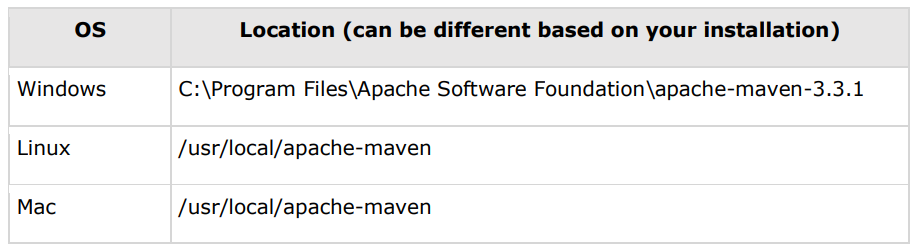 OS Location (can be different based on your installation)
Windows C:\Program Files\Apache Software Foundation\apache-maven-3.3.1
Linux /usr/local/apache-maven
Mac /usr/local/apache-maven